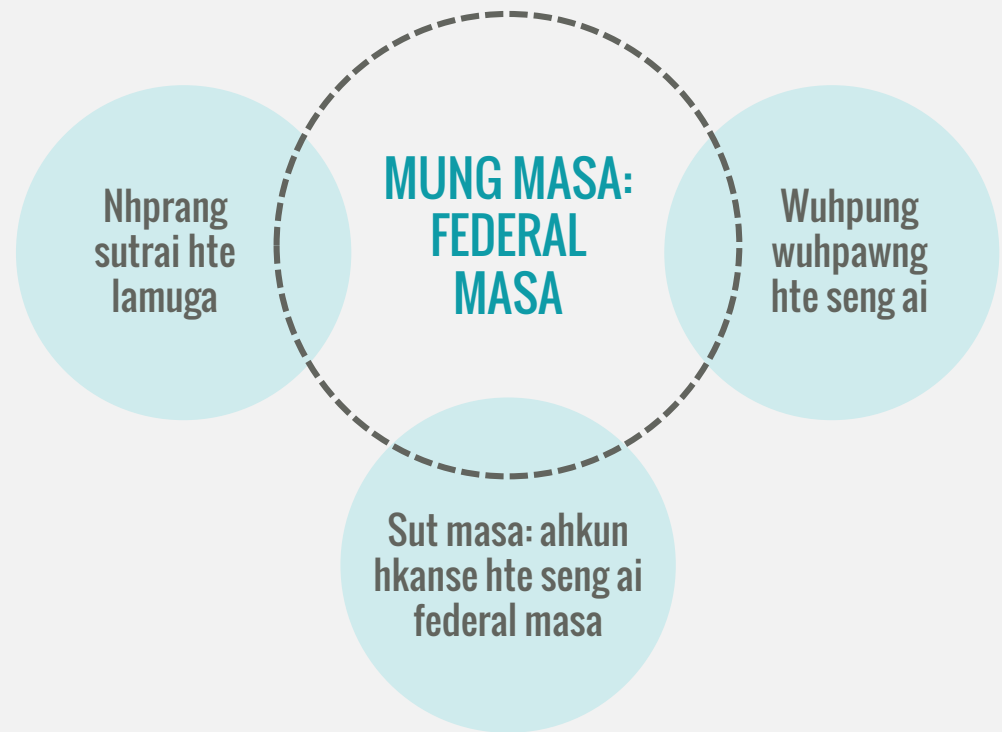 MUNG MASA:
FEDERAL
MASA
Nhprang
sutrai hte
lamuga
Wuhpung
wuhpawng
hte seng ai
Sut masa: ahkun
hkanse hte seng ai
federal masa